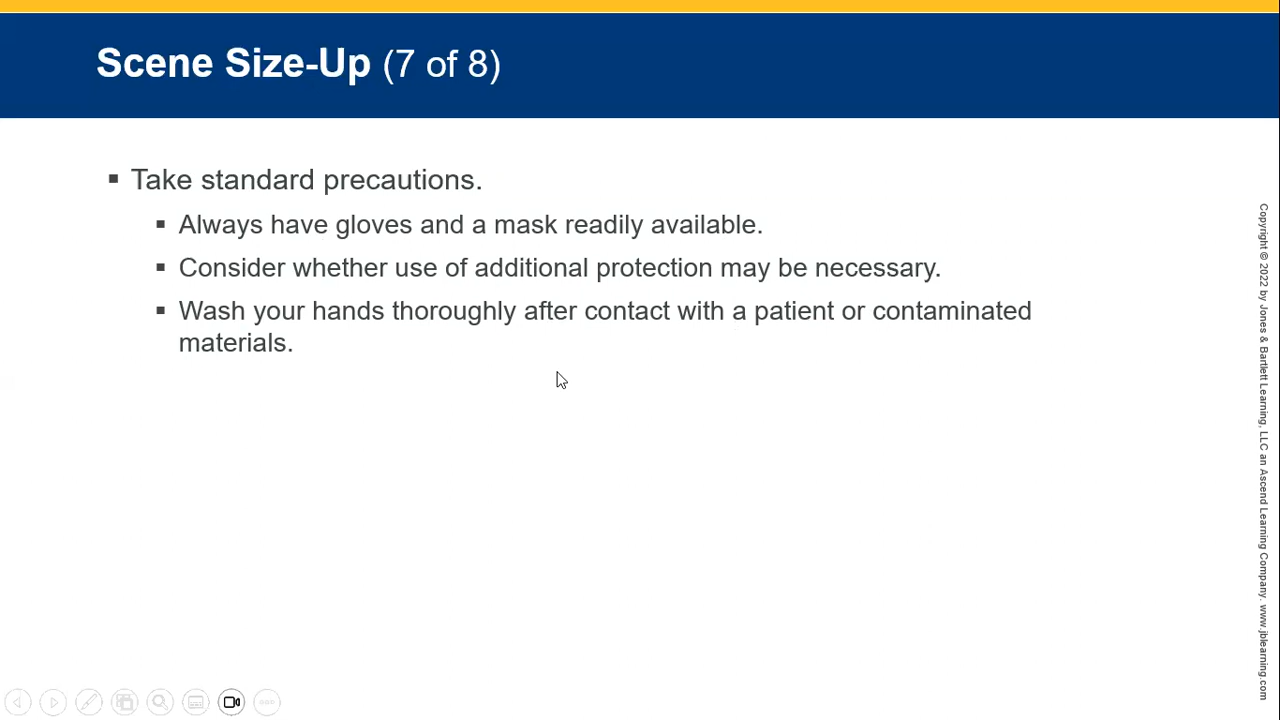 Scene Size-Up (7 of 8)
Take standard precautions.
Always have gloves and a mask readily available.
Consider whether use of additional protection may be necessary.
Wash your hands thoroughly after contact with a patient or contaminated
materials.
Copyright © 2022 by Jones & Bartlett Learning, LLC an Ascend Learning Company. www.jblearning.com